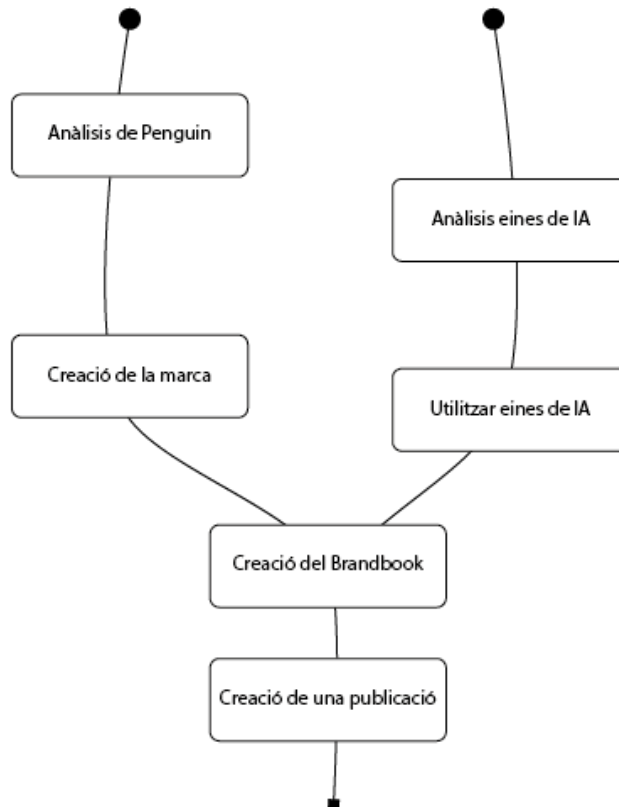 Anàlisis de Penguin
Anàlisis eines de IA
Creació de la marca
Utilitzar eines de IA
Creació del Brandbook
Creació de una publicació